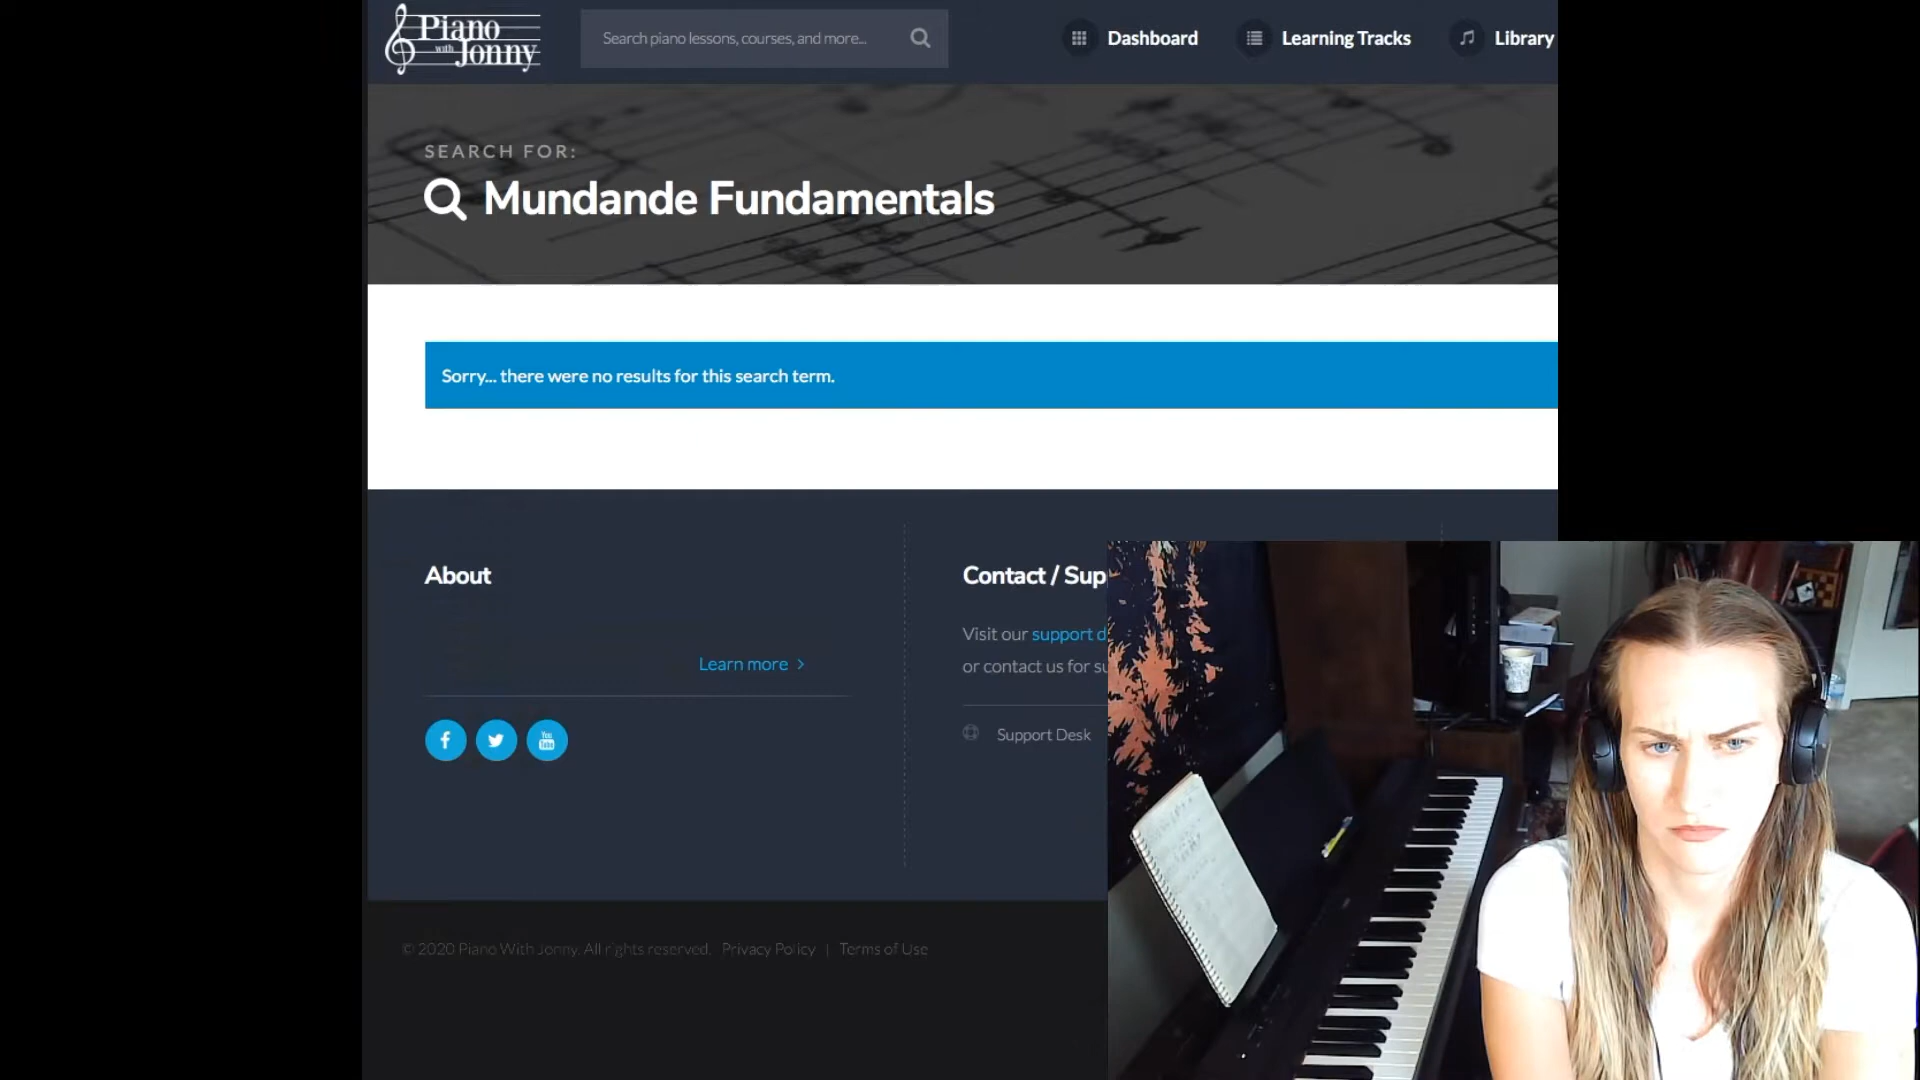 Piano
with
Jonny
Search piano lessons, courses, and more...
Dashboard
Learning Tracks
Library
SEARCH FOR:
Mundande Fundamentals
Sorry... there were no results for this search term.
About
Learn more
You
Tube
Contact / Sup
Visit our support d
or contact us for su
Support Desk
© 2020 Piano With Jonny. All rights reserved. Privacy Policy | Terms of Use